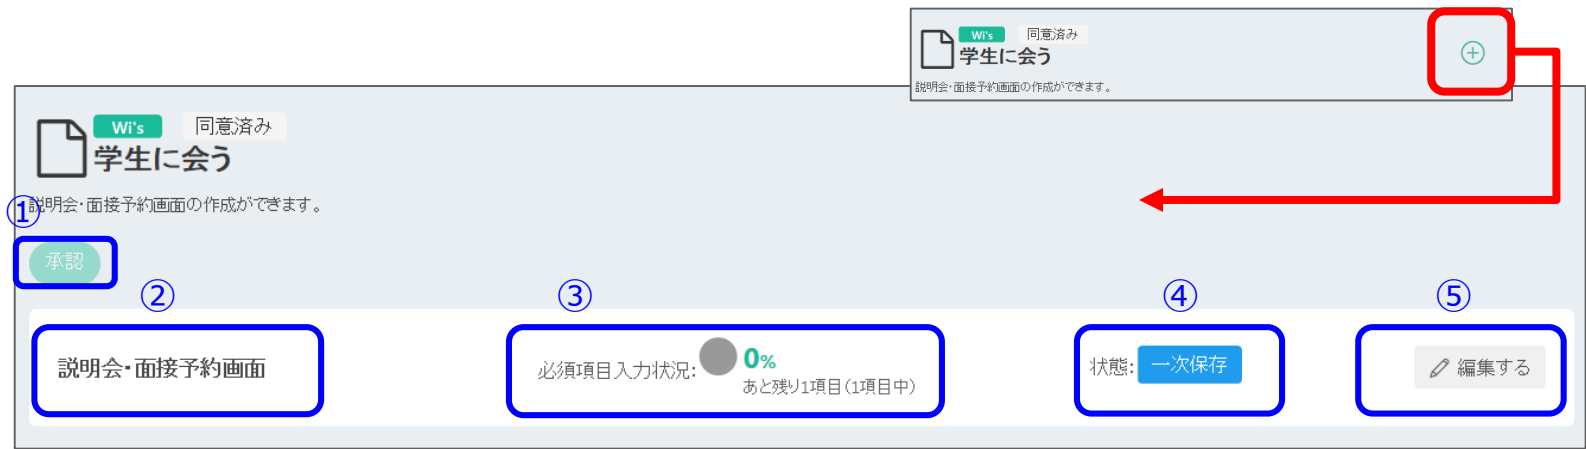 Wi's 同意済み
学生に会う
説明会・面接予約画面の作成ができます。
Wi's 同意済み
学生に会う
説明会・面接予約画面の作成ができます。
①
承認
② ③ ④ ⑤
説明会・面接予約画面 必須項目入力状況: 0% 状態: 一次保存 編集する
あと残り1項目(1項目中)